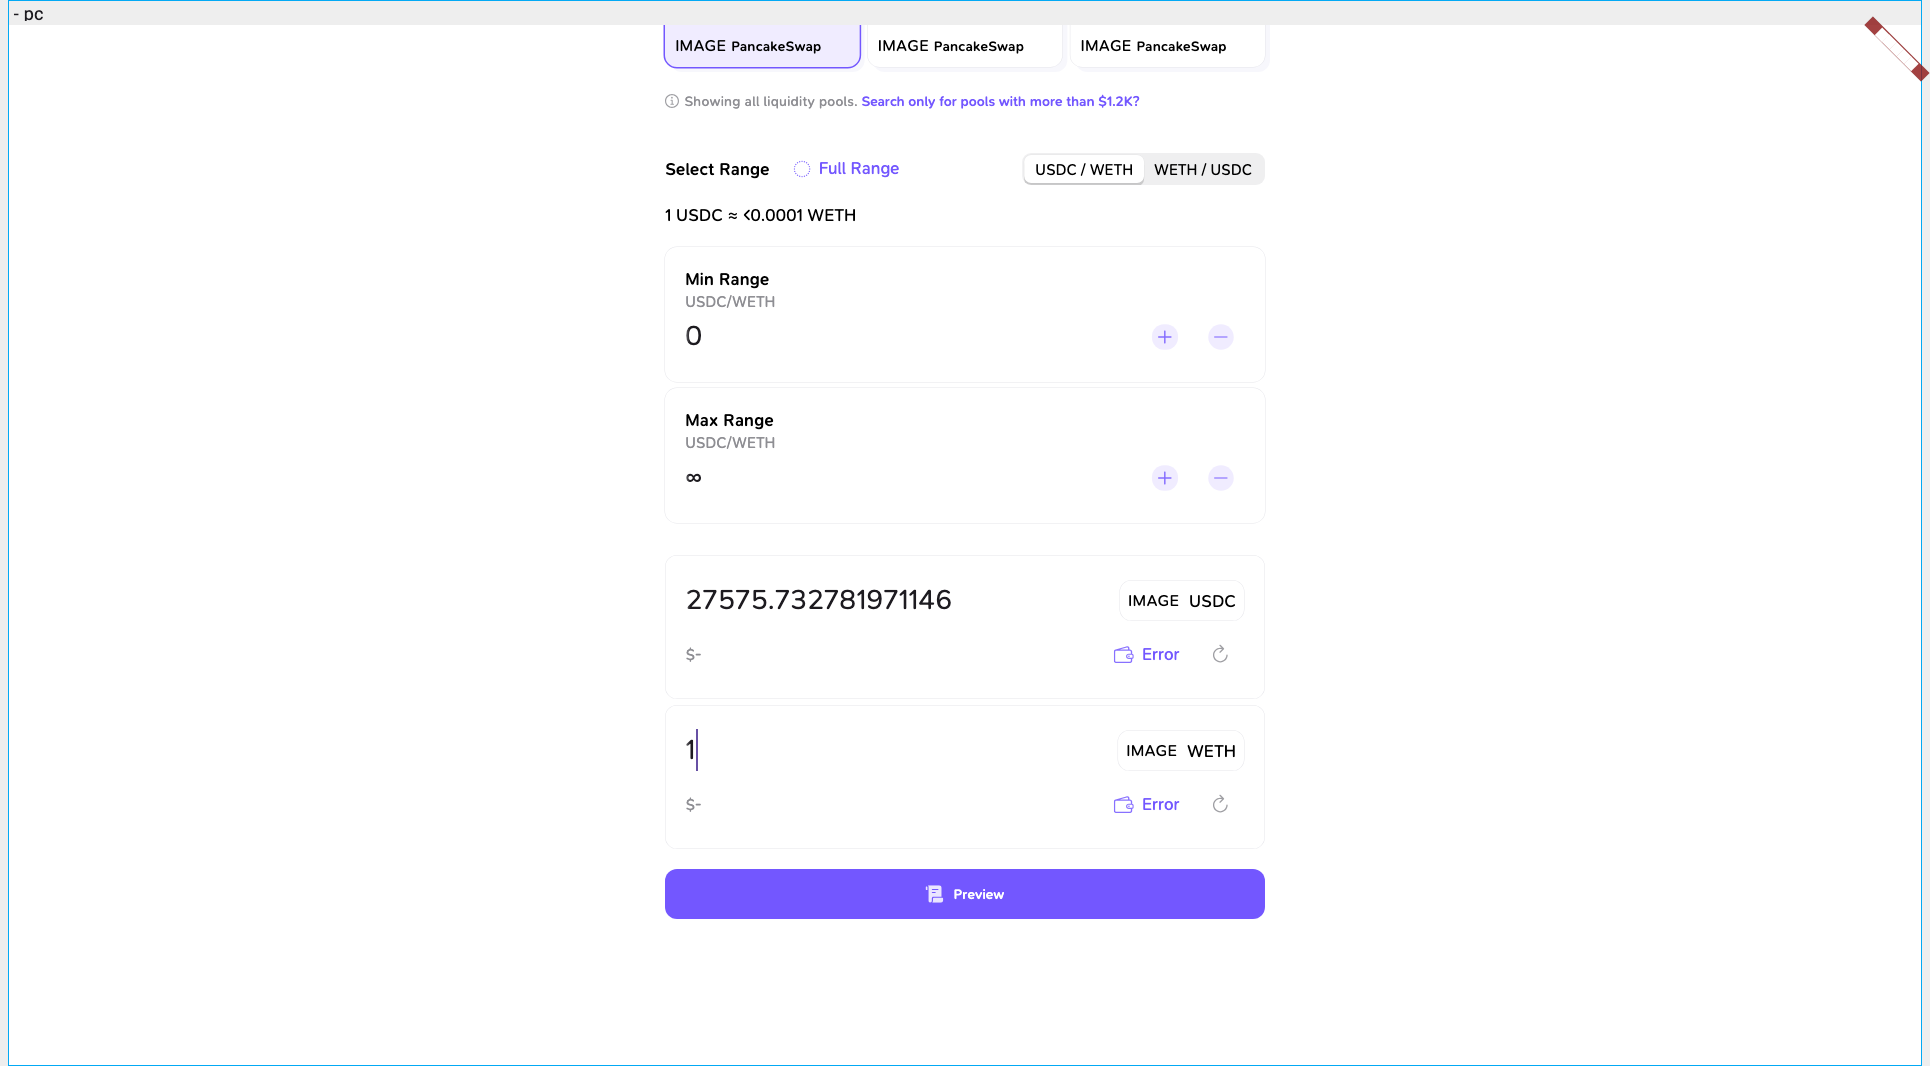 - pc
IMAGE PancakeSwap IMAGE PancakeSwap IMAGE PancakeSwap
Showing all liquidity pools. Search only for pools with more than $1.2K?
Select Range Full Range USDC / WETH WETH / USDC
1 USDC ≈ <0.0001 WETH
Min Range
USDC/WETH
0
Max Range
USDC/WETH
∞
27575.732781971146 IMAGE USDC
$- Error
1 IMAGE WETH
$- Error
Preview